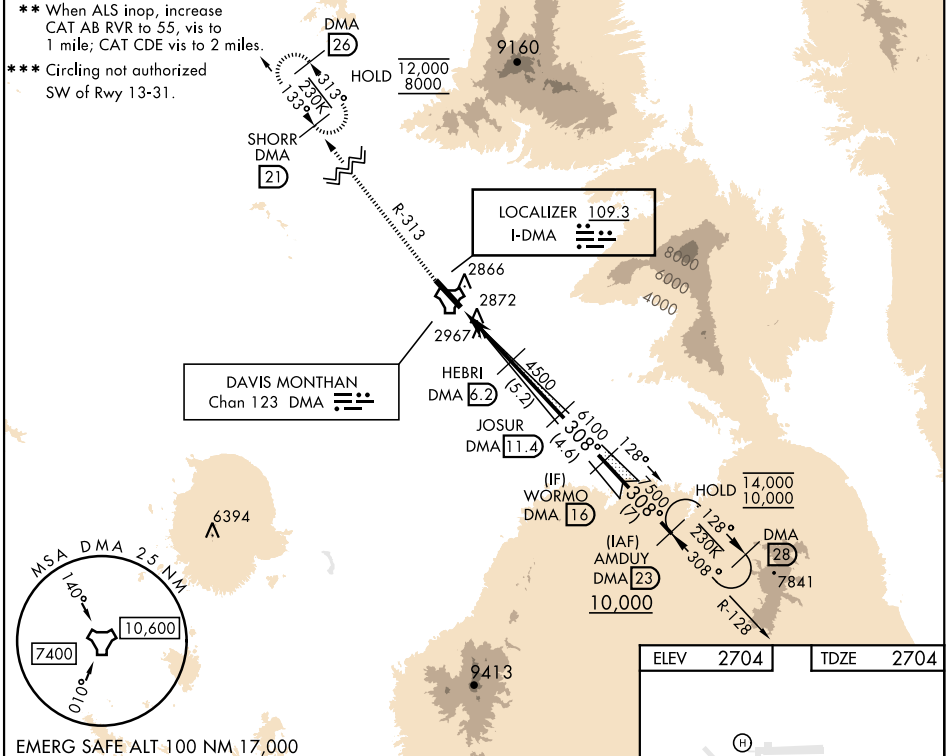 ** When ALS inop, increase
CAT AB RVR to 55, vis to
1 mile; CAT CDE vis to 2 miles.
*** Circling not authorized
SW of Rwy 13-31.
DMA
26
HOLD 12,000
8000
313°
230K
133°
SHORR
DMA
21
9160
R-313
LOCALIZER 109.3
I-DMA
8000
6000
4000
2866
2872
2967
DAVIS MONTHAN
Chan 123 DMA
HEBRI
DMA 6.2
4500
(5.2)
JOSUR
DMA 11.4
6100
308°
(4.6)
128°
(IF)
WORMO
DMA 16
7500
308°
(7)
HOLD 14,000
10,000
128°
230K
308°
DMA
28
7841
(IAF)
AMDUY
DMA 23
10,000
R-128
6394
MSA DMA 25 NM
140°
10,600
7400
010°
9413
EMERG SAFE ALT 100 NM 17,000
ELEV 2704
TDZE 2704
H